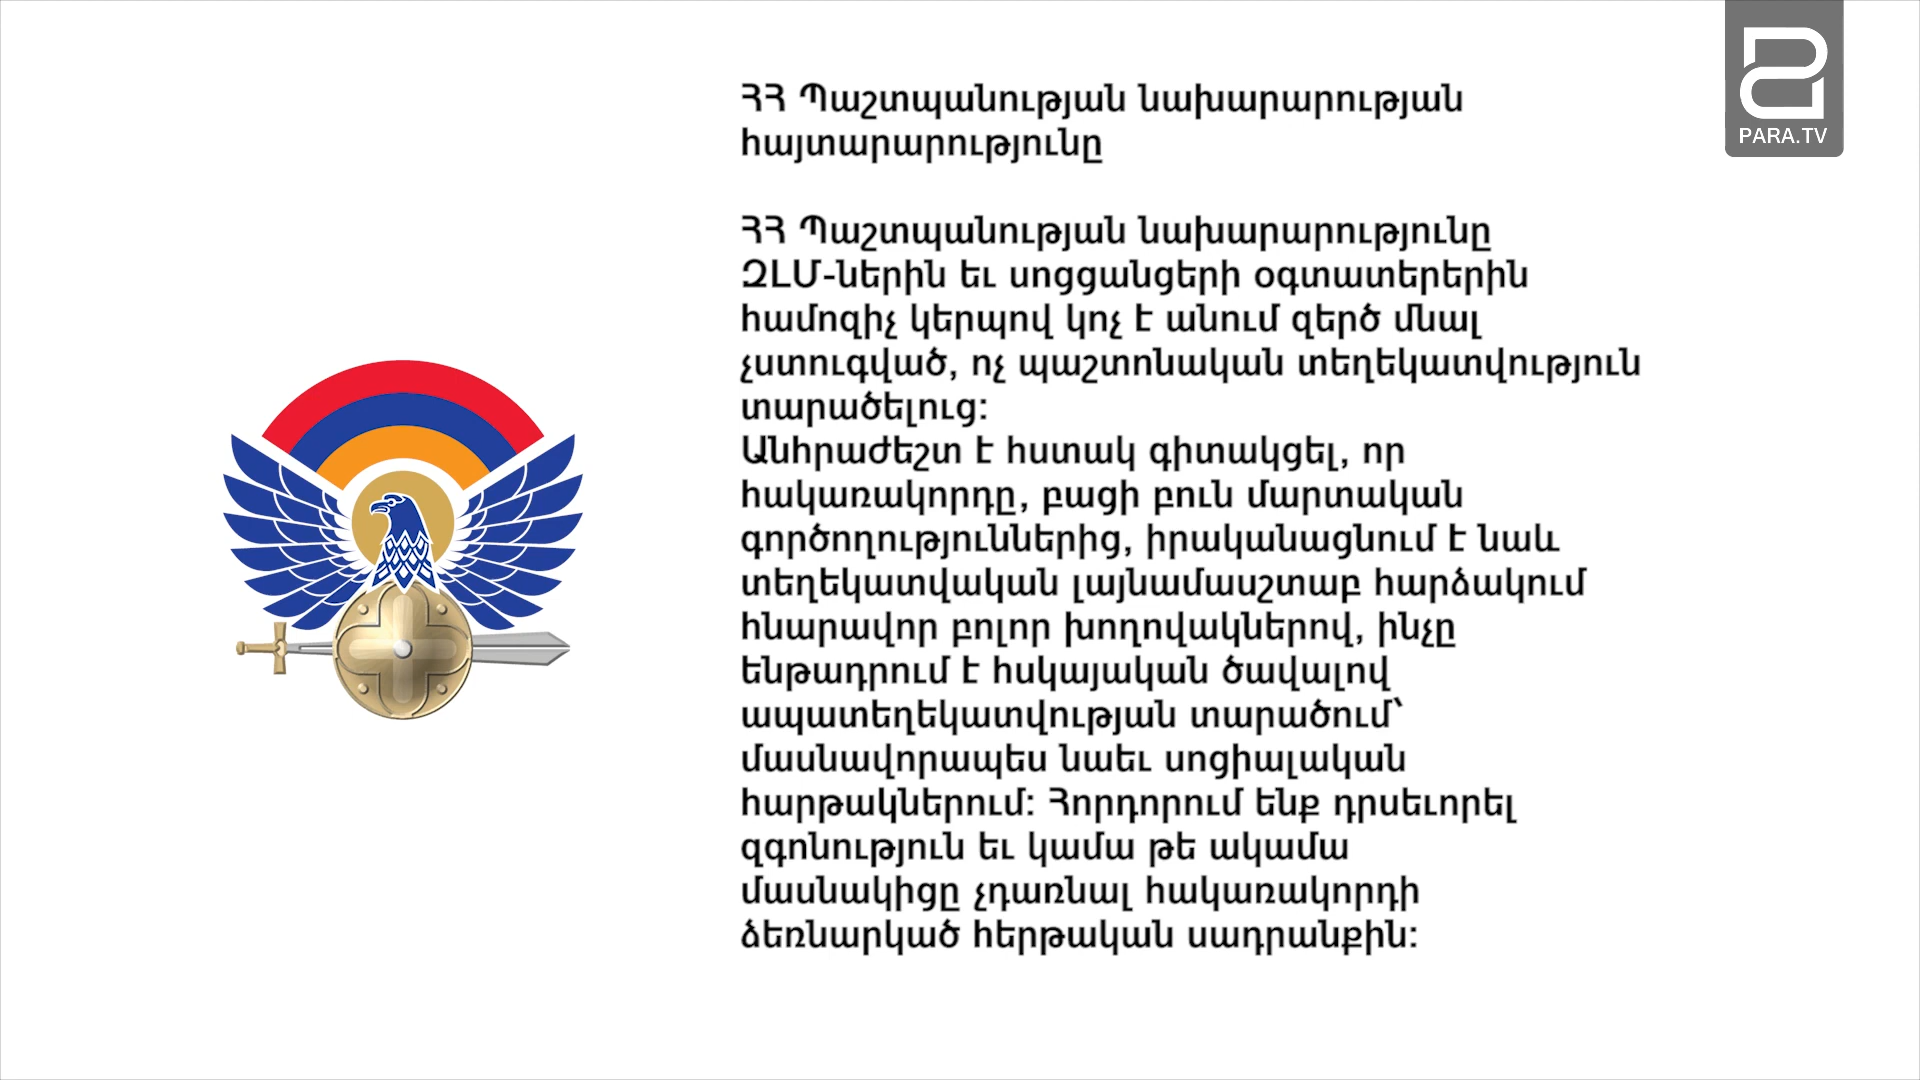 PARA.TV
ՀՀ Պաշտպանության նախարարության
հայտարարությունը
ՀՀ Պաշտպանության նախարարությունը
ԶԼՄ-ներին եւ սոցցանցերի օգտատերերին
համոզիչ կերպով կոչ է անում զերծ մնալ
չստուգված, ոչ պաշտոնական տեղեկատվություն
տարածելուց:
Անհրաժեշտ է հստակ գիտակցել, որ
հակառակորդը, բացի բուն մարտական
գործողություններից, իրականացնում է նաև
տեղեկատվական լայնամասշտաբ հարձակում
հնարավոր բոլոր խողովակներով, ինչը
ենթադրում է հսկայական ծավալով
ապատեղեկատվության տարածում՝
մասնավորապես նաեւ սոցիալական
հարթակներում: Հորդորում ենք դրսեւորել
զգոնություն եւ կամա թե ակամա
մասնակիցը չդառնալ հակառակորդի
ձեռնարկած հերթական սադրանքին: